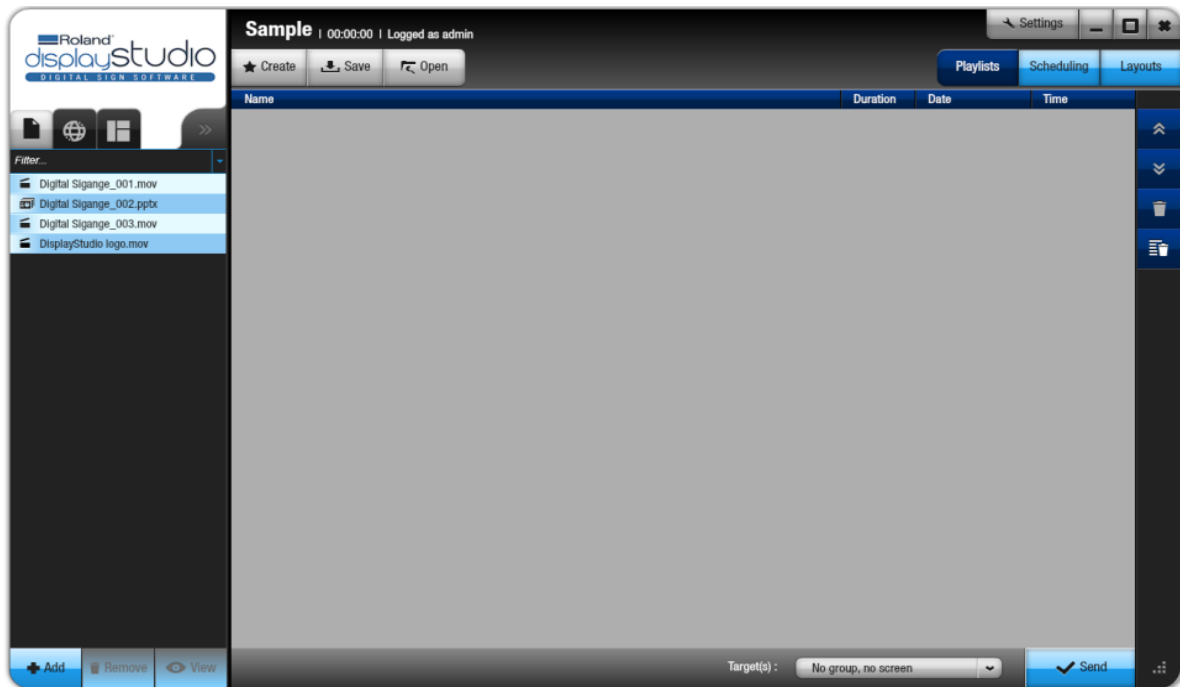 Roland
displaystudio
DIGITAL SIGN SOFTWARE
Sample | 00:00:00 | Logged as admin
Settings
Create
Save
Open
Playlists
Scheduling
Layouts
Name
Duration
Date
Time
Filter...
Digital Sigange_001.mov
Digital Sigange_002.pptx
Digital Sigange_003.mov
DisplayStudio logo.mov
Add
Remove
View
Target(s) :
No group, no screen
Send